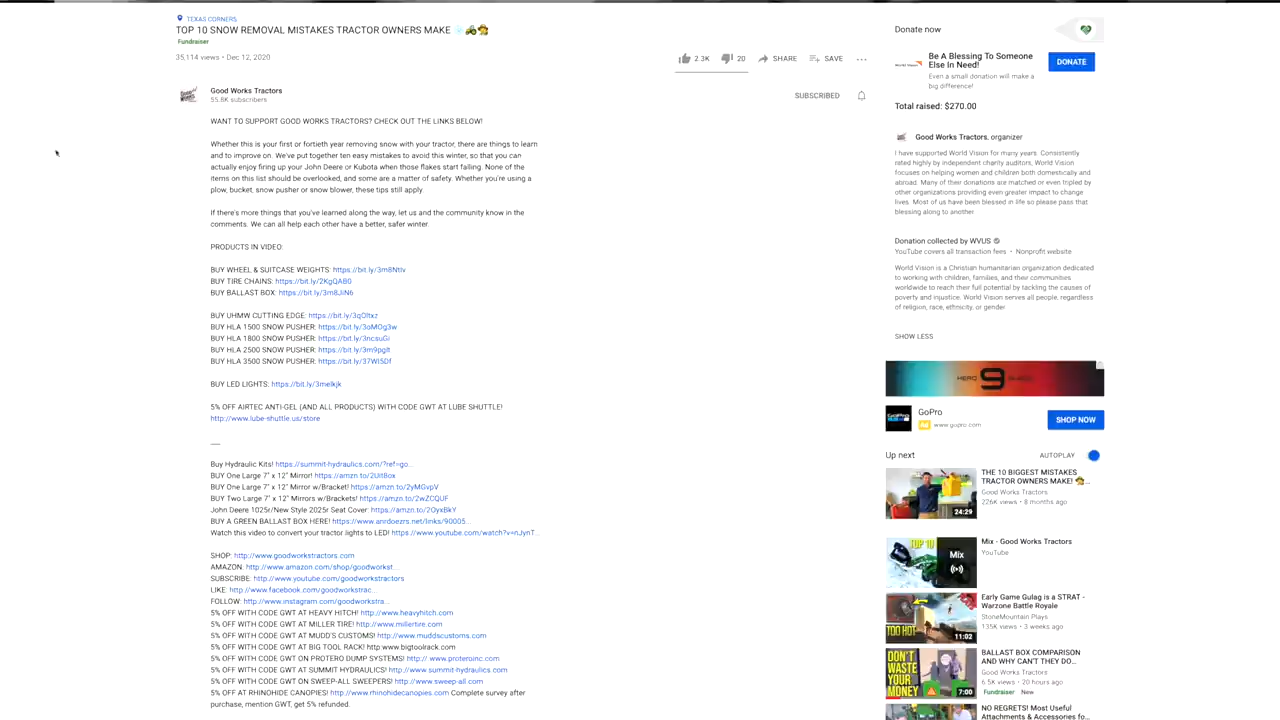 TEXAS CORNERS
TOP 10 SNOW REMOVAL MISTAKES TRACTOR OWNERS MAKE
Fundraiser
35,114 views • Dec 12, 2020
2.3K
20
SHARE
SAVE
Good Works Tractors
55.8K subscribers
SUBSCRIBED
WANT TO SUPPORT GOOD WORKS TRACTORS? CHECK OUT THE LINKS BELOW!
Whether this is your first or fortieth year removing snow with your tractor, there are things to learn
and to improve on. We've put together ten easy mistakes to avoid this winter, so that you can
actually enjoy firing up your John Deere or Kubota when those flakes start falling. None of the
items on this list should be overlooked, and some are a matter of safety. Whether you're using a
plow, bucket, snow pusher or snow blower, these tips still apply.
If there's more things that you've learned along the way, let us and the community know in the
comments. We can all help each other have a better, safer winter
PRODUCTS IN VIDEO:
BUY WHEEL & SUITCASE WEIGHTS: https://bit.ly/3m8NtIv
BUY TIRE CHAINS: https://bit.ly/2KgQAB0
BUY BALLAST BOX: https://bit.ly/3m8JiN6
BUY UHMW CUTTING EDGE: https://bit.ly/3qOltxz
BUY HLA 1500 SNOW PUSHER: https://bit.ly/3oMOg3w
BUY HLA 1800 SNOW PUSHER: https://bit.ly/3ncsuGi
BUY HLA 2500 SNOW PUSHER: https://bit.ly/3m9pglt
BUY HLA 3500 SNOW PUSHER: https://bit.ly/37WI5Df
BUY LED LIGHTS: https://bit.ly/3melkjk
5% OFF AIRTEC ANTI-GEL (AND ALL PRODUCTS) WITH CODE GWT AT LUBE SHUTTLE!
http://www.lube-shuttle.us/store
Buy Hydraulic Kits! https://summit-hydraulics.com/?ref=go...
BUY One Large 7" x 12" Mirror! https://amzn.to/2Uit8ox
BUY One Large 7" x 12" Mirror w/Bracket! https://amzn.to/2yMGvpV
BUY Two Large 7" x 12" Mirrors w/Brackets! https://amzn.to/2wZCQUF
John Deere 1025r/New Style 2025r Seat Cover: https://amzn.to/2OyxBkY
BUY A GREEN BALLAST BOX HERE! https://www.anrdoezrs.net/links/90005...
Watch this video to convert your tractor lights to LED! https://www.youtube.com/watch?v=nJynT...
SHOP: http://www.goodworkstractors.com
AMAZON: http://www.amazon.com/shop/goodworkst...
SUBSCRIBE: http://www.youtube.com/goodworkstractors
LIKE: http://www.facebook.com/goodworkstrac...
FOLLOW: http://www.instagram.com/goodworkstra...
5% OFF WITH CODE GWT AT HEAVY HITCH! http://www.heavyhitch.com
5% OFF WITH CODE GWT AT MILLER TIRE! http://www.millertire.com
5% OFF WITH CODE GWT AT MUDD'S CUSTOMS! http://www.muddscustoms.com
5% OFF WITH CODE GWT AT BIG TOOL RACK! http:www.bigtoolrack.com
5% OFF WITH CODE GWT ON PROTERO DUMP SYSTEMS! http:// www.proteroinc.com
5% OFF WITH CODE GWT AT SUMMIT HYDRAULICS! http://www.summit-hydraulics.com
5% OFF WITH CODE GWT ON SWEEP-ALL SWEEPERS! http://www.sweep-all.com
5% OFF AT RHINOHIDE CANOPIES! http://www.rhinohidecanopies.com Complete survey after
purchase, mention GWT, get 5% refunded.
Donate now
Be A Blessing To Someone
Else In Need!
Even a small donation will make a
big difference!
DONATE
Total raised: $270.00
Good Works Tractors, organizer
I have supported World Vision for many years. Consistently
rated highly by independent charity auditors, World Vision
focuses on helping women and children both domestically and
abroad. Many of their donations are matched or even tripled by
other organizations providing even greater impact to change
lives. Most of us have been blessed in life so please pass that
blessing along to another
Donation collected by WVUS
YouTube covers all transaction fees • Nonprofit website
World Vision is a Christian humanitarian organization dedicated
to working with children, families, and their communities
worldwide to reach their full potential by tackling the causes of
poverty and injustice. World Vision serves all people, regardless
of religion, race, ethnicity, or gender
SHOW LESS
HERO 9 BLACK
GoPro
Ad
SHOP NOW
Up next
AUTOPLAY
24:29
THE 10 BIGGEST MISTAKES
TRACTOR OWNERS MAKE!
Good Works Tractors
226K views • 8 months ago
TOP 10
Mix
Mix - Good Works Tractors
YouTube
TOO HOT
11:02
Early Game Gulag is a STRAT -
Warzone Battle Royale
StoneMountain Plays
135K views • 3 weeks ago
DON'T
WASTE
YOUR
MONEY
7:00
BALLAST BOX COMPARISON
AND WHY CAN'T THEY DO...
Good Works Tractors
6.5K views • 20 hours ago
Fundraiser
New
NO REGRETS! Most Useful
Attachments & Accessories fo...